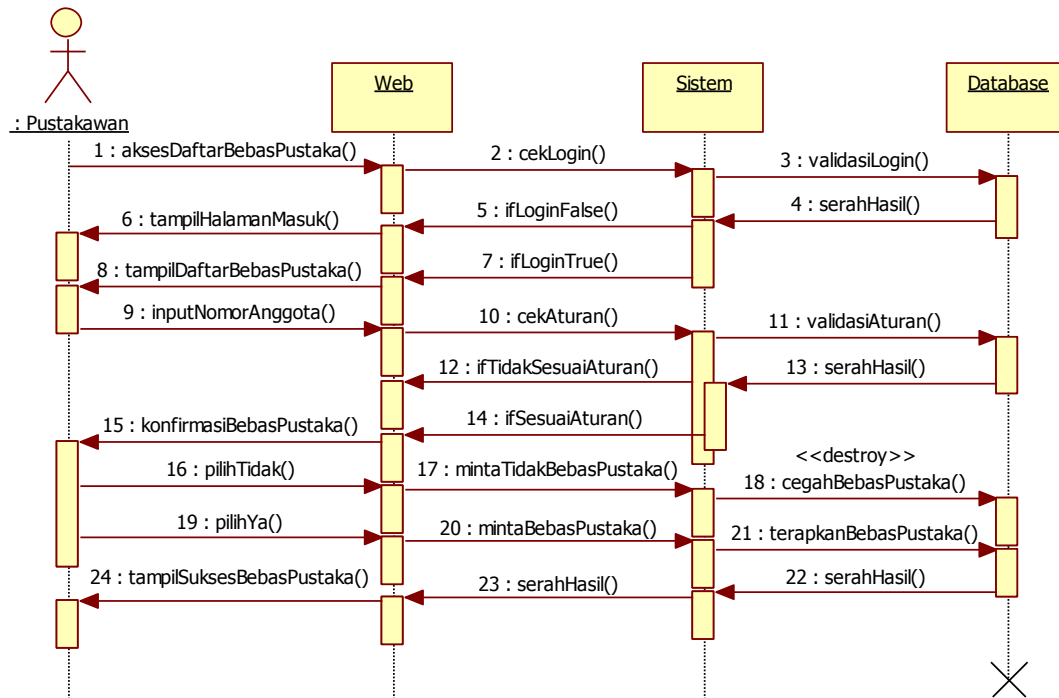 Web
Sistem
Database
: Pustakawan
1 : aksesDaftarBebasPustaka()
2 : cekLogin()
3 : validasiLogin()
4 : serahHasil()
5 : ifLoginFalse()
6 : tampilHalamanMasuk()
7 : ifLoginTrue()
8 : tampilDaftarBebasPustaka()
9 : inputNomorAnggota()
10 : cekAturan()
11 : validasiAturan()
12 : ifTidakSesuaiAturan()
13 : serahHasil()
14 : ifSesuaiAturan()
15 : konfirmasiBebasPustaka()
16 : pilihTidak()
17 : mintaTidakBebasPustaka()
<<destroy>>
18 : cegahBebasPustaka()
19 : pilihYa()
20 : mintaBebasPustaka()
21 : terapkanBebasPustaka()
22 : serahHasil()
23 : serahHasil()
24 : tampilSuksesBebasPustaka()